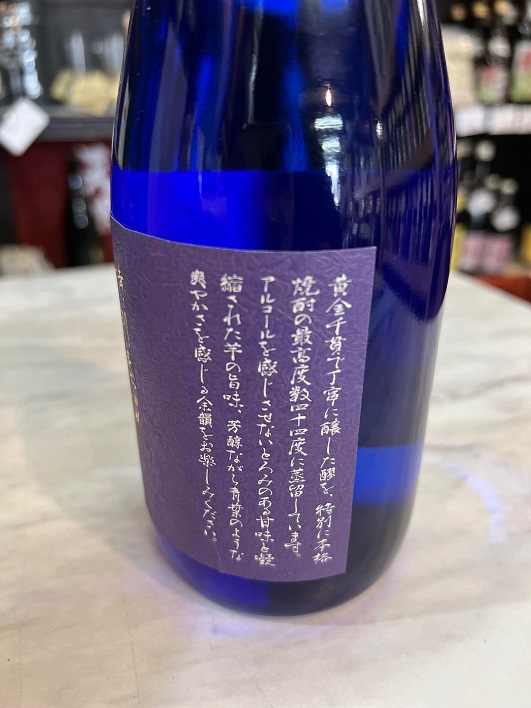 黄金千貫で丁寧に醸した醪を、特別に本格
焼酎の最高度数四十四度に蒸留しています。
アルコールを感じさせないとろみのある甘味と凝
縮された芋の旨味、芳醇ながら青葉のような
爽やかさを感じる余韻をお楽しみください。